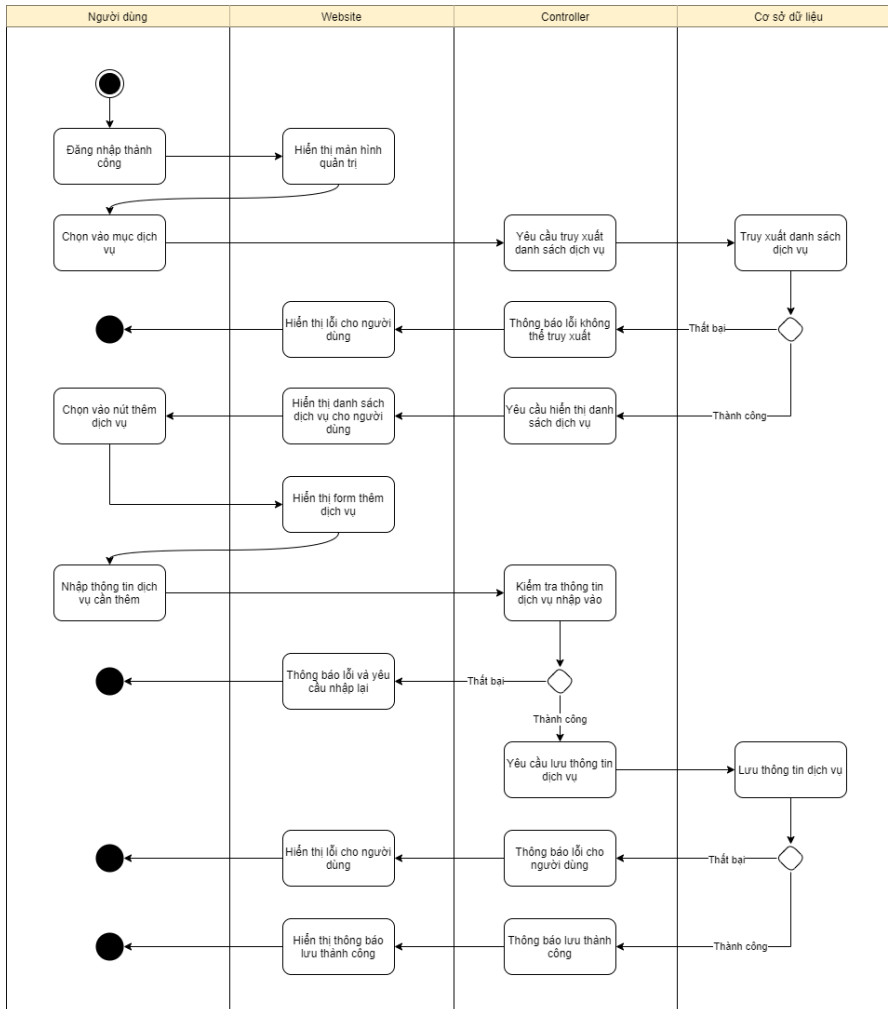 Người dùng
Website
Controller
Cơ sở dữ liệu
Đăng nhập thành
công
Hiển thị màn hình
quản trị
Chọn vào mục dịch
vụ
Yêu cầu truy xuất
danh sách dịch vụ
Truy xuất danh sách
dịch vụ
Hiển thị lỗi cho người
dùng
Thông báo lỗi không
thể truy xuất
Thất bại
Chọn vào nút thêm
dịch vụ
Hiển thị danh sách
dịch vụ cho người
dùng
Yêu cầu hiển thị danh
sách dịch vụ
Thành công
Hiển thị form thêm
dịch vụ
Nhập thông tin dịch
vụ cần thêm
Kiểm tra thông tin
dịch vụ nhập vào
Thông báo lỗi và yêu
cầu nhập lại
Thất bại
Thành công
Yêu cầu lưu thông tin
dịch vụ
Lưu thông tin dịch vụ
Hiển thị lỗi cho người
dùng
Thông báo lỗi cho
người dùng
Thất bại
Hiển thị thông báo
lưu thành công
Thông báo lưu thành
công
Thành công